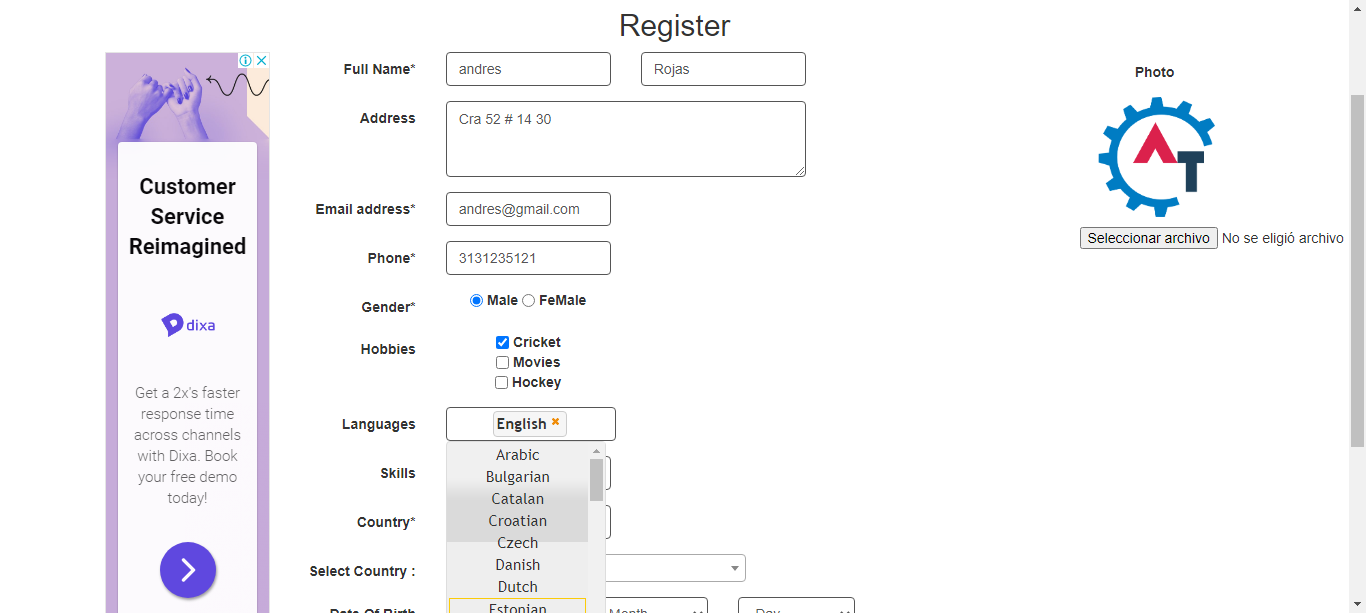 Register
Customer
Service
Reimagined
dixa
Get a 2x's faster
response time
across channels
with Dixa. Book
your free demo
today!
Full Name* andres Rojas
Address Cra 52 # 14 30
Email address* andres@gmail.com
Phone* 3131235121
Gender* Male FeMale
Hobbies Cricket
Movies
Hockey
Languages English
Arabic
Skills Bulgarian
Catalan
Country* Croatian
Czech
Danish
Select Country :
Dutch
Estonian
Date Of Birth Month Day
Photo
AT
Seleccionar archivo No se eligió archivo